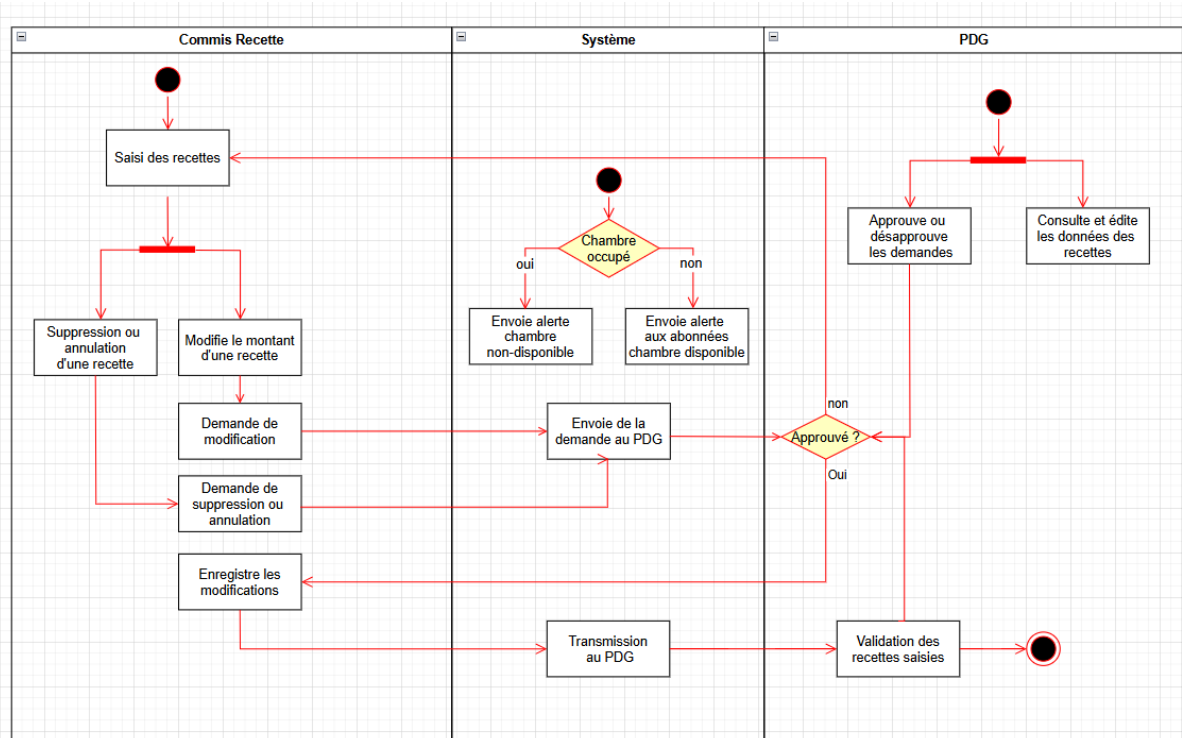 Commis Recette
Système
PDG
Saisi des recettes
Suppression ou
annulation
d'une recette
Modifie le montant
d'une recette
Demande de
modification
Demande de
suppression ou
annulation
Enregistre les
modifications
Chambre
occupé
oui
non
Envoie alerte
chambre
non-disponible
Envoie alerte
aux abonnées
chambre disponible
Envoie de la
demande au PDG
Transmission
au PDG
Approuve ou
désapprouve
les demandes
Consulte et édite
les données des
recettes
non
Approuvé ?
Oui
Validation des
recettes saisies